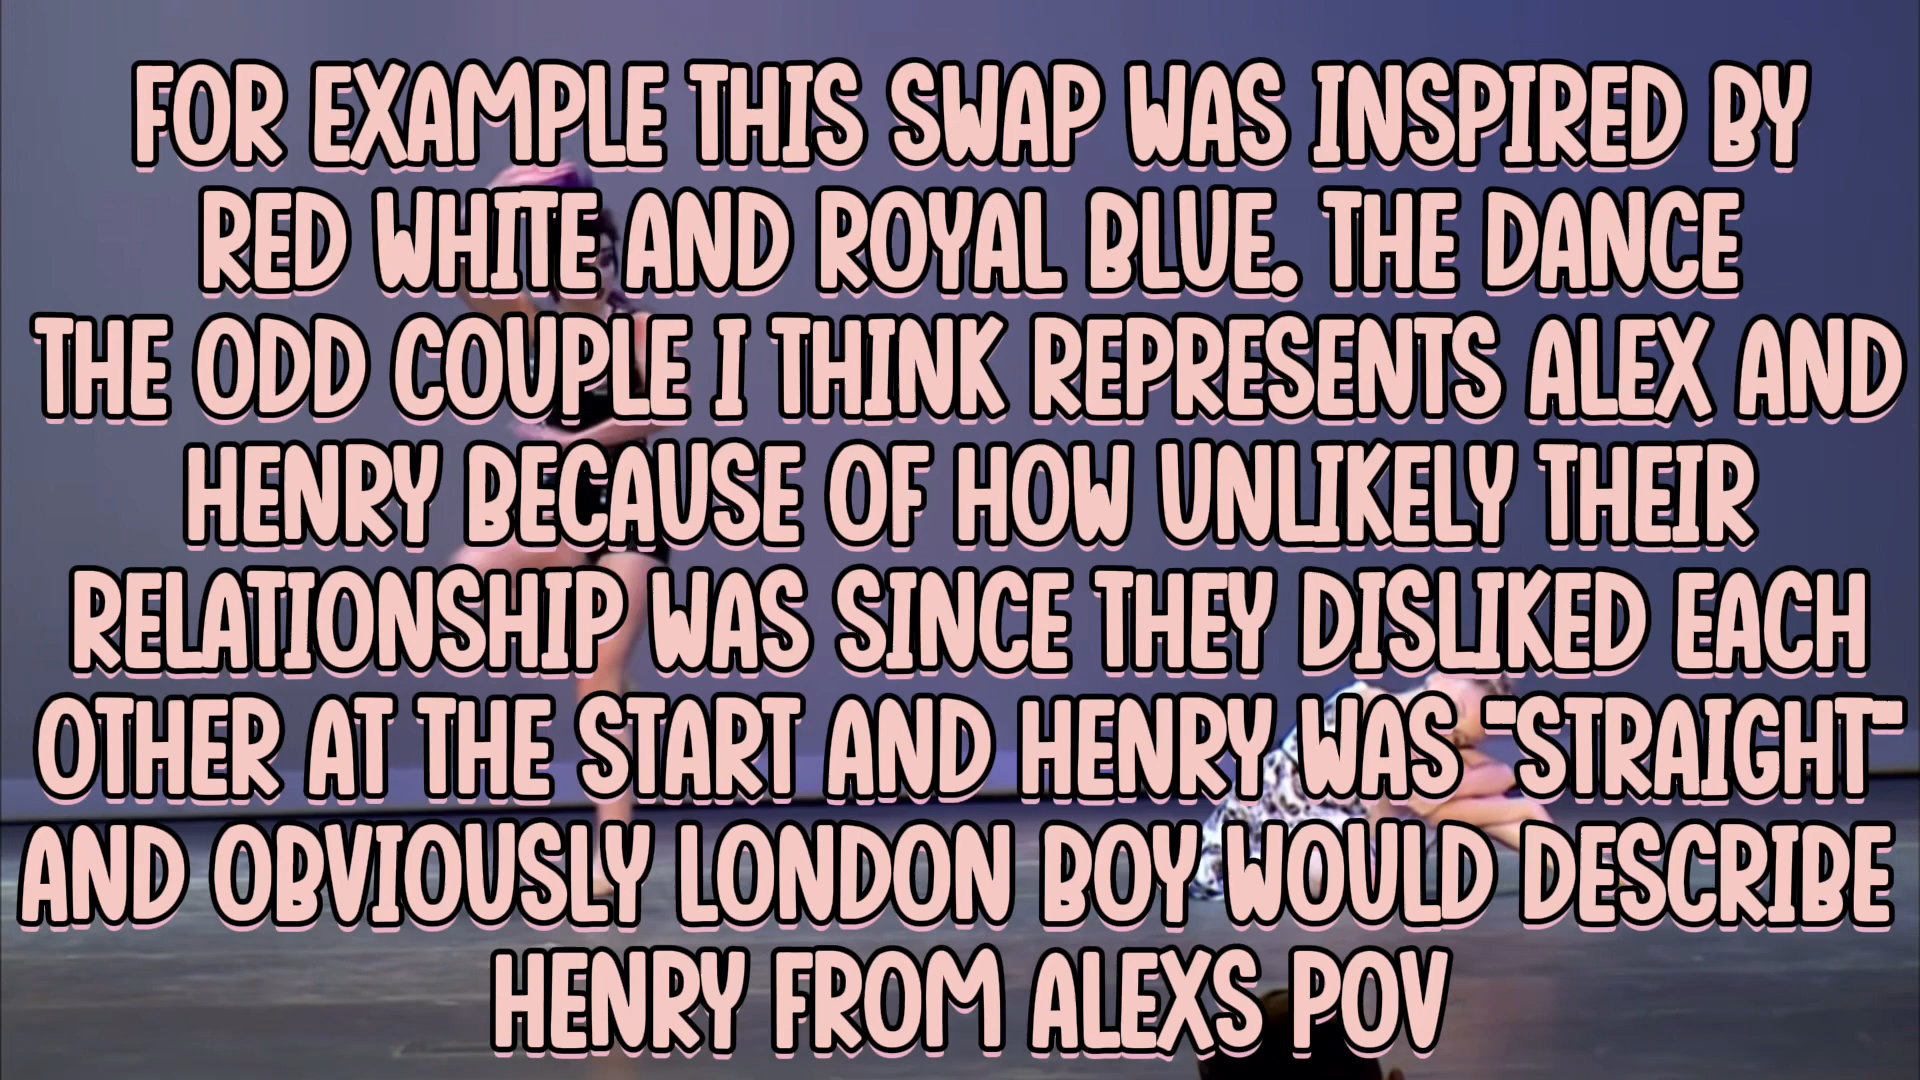 FOR EXAMPLE THIS SWAP WAS INSPIRED BY
RED WHITE AND ROYAL BLUE. THE DANCE
THE ODD COUPLE I THINK REPRESENTS ALEX AND
HENRY BECAUSE OF HOW UNLIKELY THEIR
RELATIONSHIP WAS SINCE THEY DISLIKED EACH
OTHER AT THE START AND HENRY WAS "STRAIGHT"
AND OBVIOUSLY LONDON BOY WOULD DESCRIBE
HENRY FROM ALEXS POV